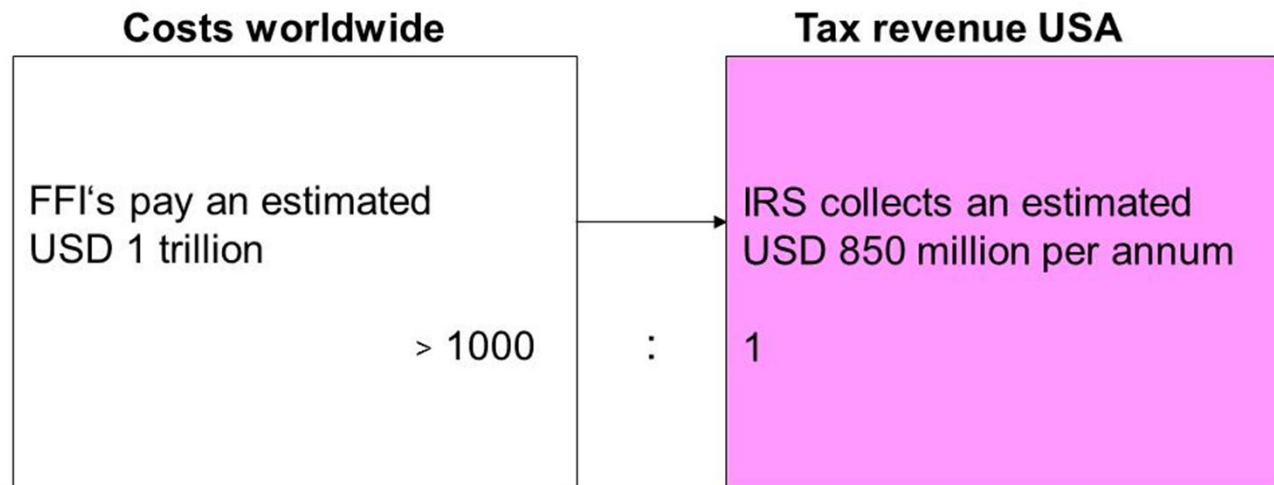 Costs worldwide
Tax revenue USA
FFI‘s pay an estimated
USD 1 trillion
IRS collects an estimated
USD 850 million per annum
> 1000 : 1